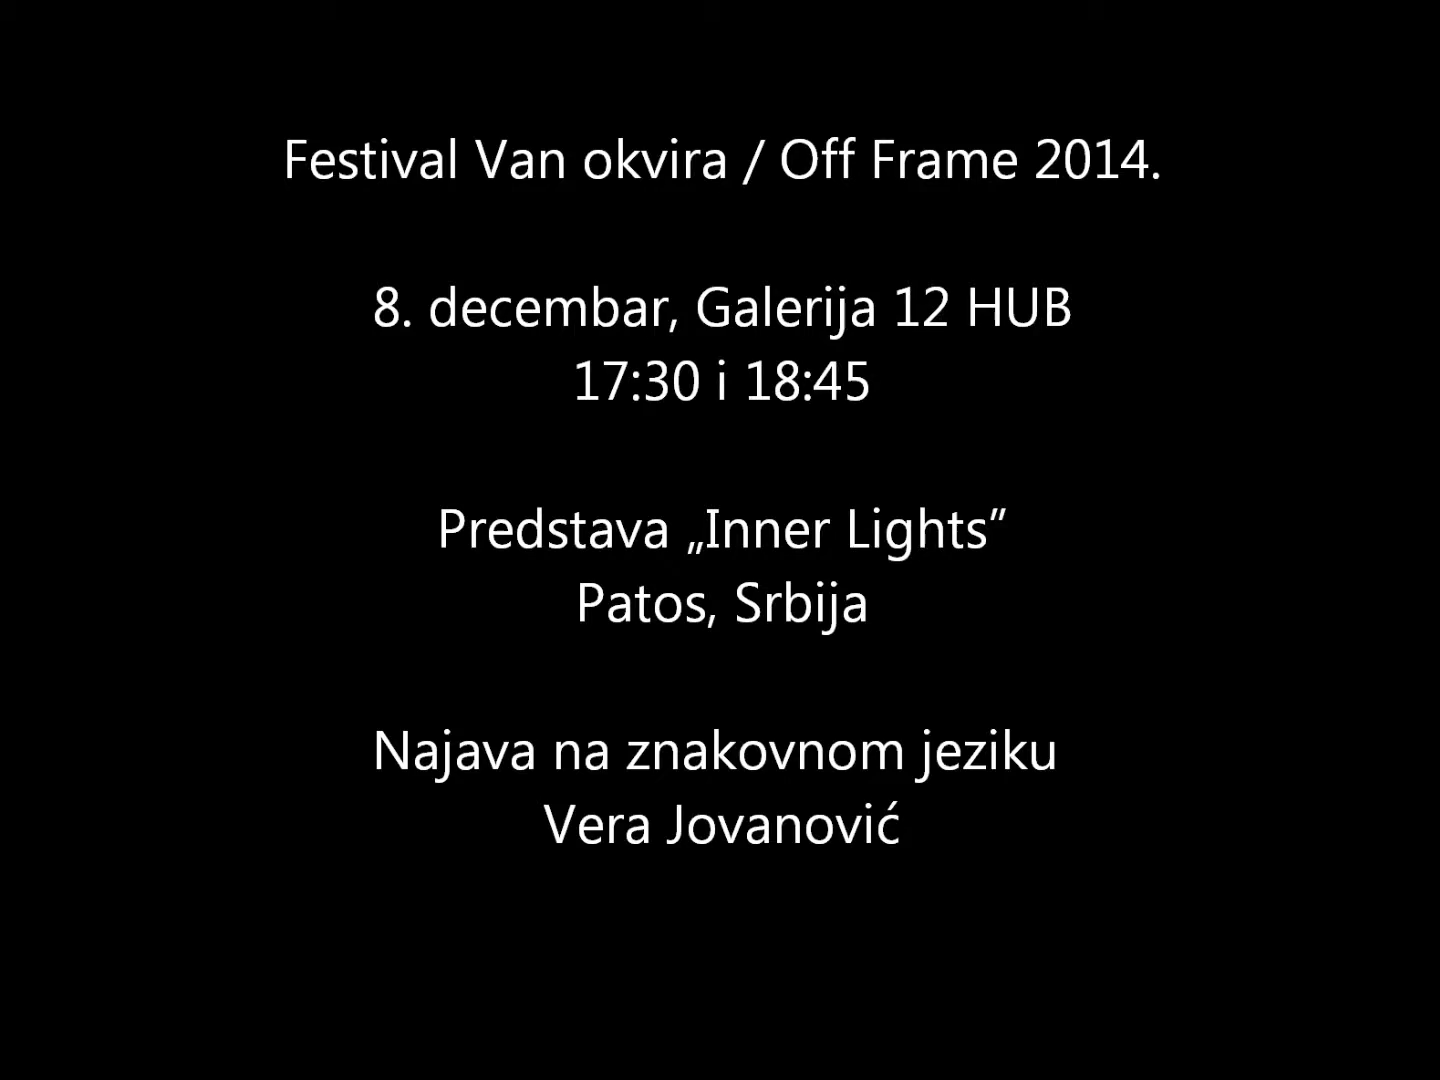 Festival Van okvira / Off Frame 2014.
8. decembar, Galerija 12 HUB
17:30 i 18:45
Predstava „Inner Lights”
Patos, Srbija
Najava na znakovnom jeziku
Vera Jovanović